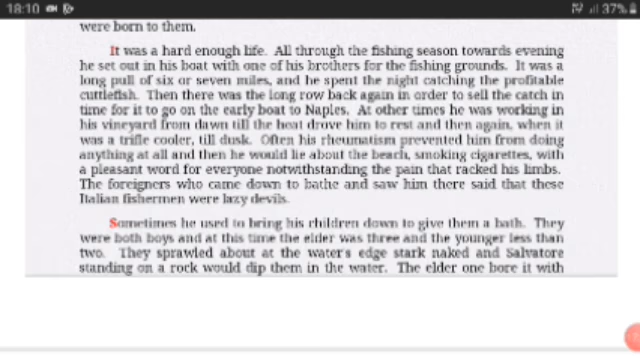 18:10
37%
were born to them.
It was a hard enough life. All through the fishing season towards evening
he set out in his boat with one of his brothers for the fishing grounds. It was a
long pull of six or seven miles, and he spent the night catching the profitable
cuttlefish. Then there was the long row back again in order to sell the catch in
time for it to go on the early boat to Naples. At other times he was working in
his vineyard from dawn till the heat drove him to rest and then again, when it
was a trifle cooler, till dusk. Often his rheumatism prevented him from doing
anything at all and then he would lie about the beach, smoking cigarettes, with
a pleasant word for everyone notwithstanding the pain that racked his limbs.
The foreigners who came down to bathe and saw him there said that these
Italian fishermen were lazy devils.
Sometimes he used to bring his children down to give them a bath. They
were both boys and at this time the elder was three and the younger less than
two. They sprawled about at the water's edge stark naked and Salvatore
standing on a rock would dip them in the water. The elder one bore it with